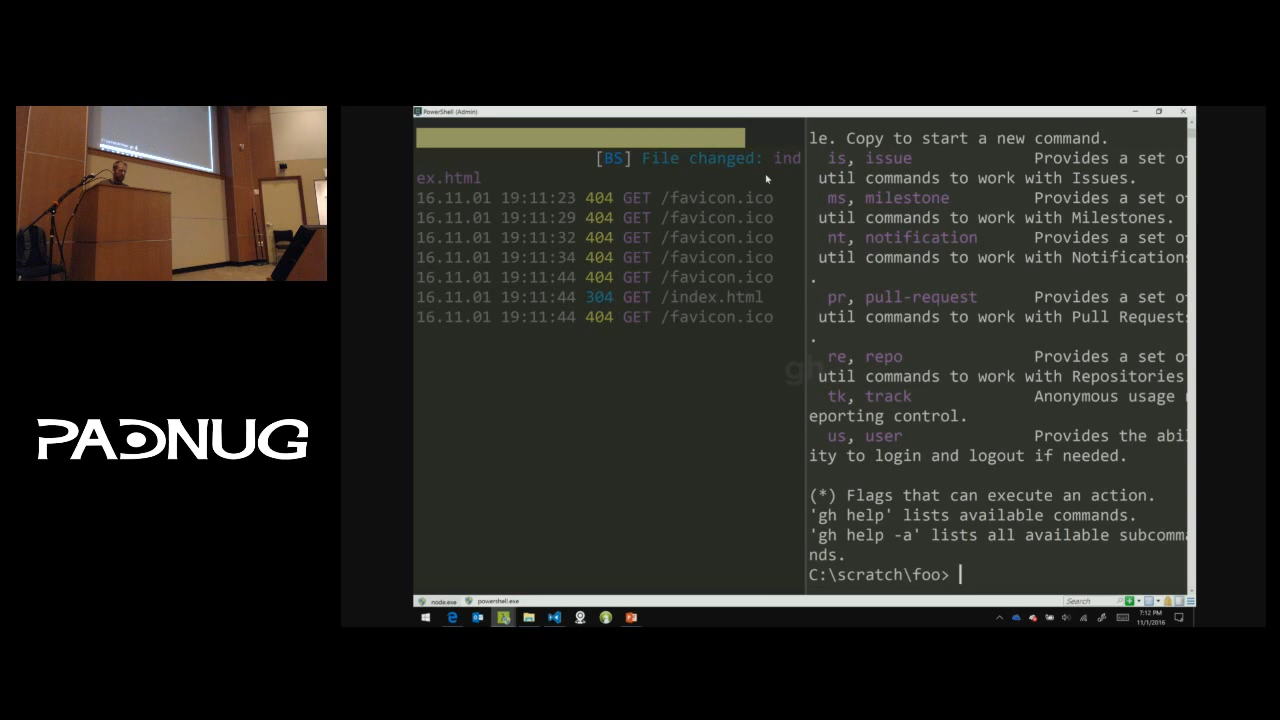 PowerShell (Admin)
[BS] File changed: ind
ex.html
16.11.01 19:11:23 404 GET /favicon.ico
16.11.01 19:11:29 404 GET /favicon.ico
16.11.01 19:11:32 404 GET /favicon.ico
16.11.01 19:11:34 404 GET /favicon.ico
16.11.01 19:11:44 404 GET /favicon.ico
16.11.01 19:11:44 304 GET /index.html
16.11.01 19:11:44 404 GET /favicon.ico
le. Copy to start a new command.
is, issue Provides a set of
util commands to work with Issues.
ms, milestone Provides a set of
util commands to work with Milestones.
nt, notification Provides a set of
util commands to work with Notifications
.
pr, pull-request Provides a set of
util commands to work with Pull Requests
.
re, repo Provides a set of
util commands to work with Repositories
tk, track Anonymous usage r
eporting control.
us, user Provides the abil
ity to login and logout if needed.
(*) Flags that can execute an action.
'gh help' lists available commands.
'gh help -a' lists all available subcomma
nds.
C:\scratch\foo>
gh
node.exe powershell.exe
Search
7:12 PM
11/1/2016
PADNUG